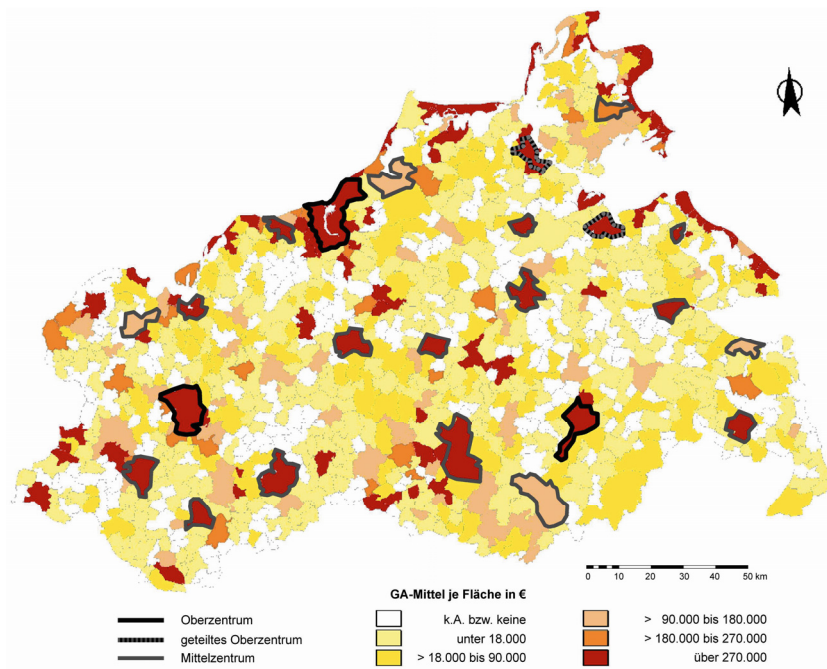 0 10 20 30 40 50 km
GA-Mittel je Fläche in €
Oberzentrum
geteiltes Oberzentrum
Mittelzentrum
k.A. bzw. keine
unter 18.000
> 18.000 bis 90.000
> 90.000 bis 180.000
> 180.000 bis 270.000
über 270.000